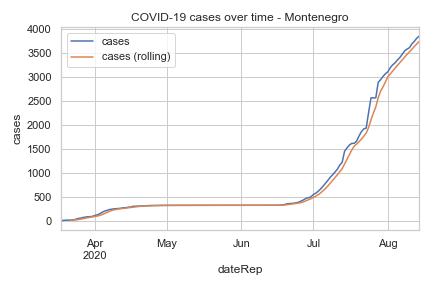 COVID-19 cases over time - Montenegro
cases
cases (rolling)
4000
3500
3000
2500
2000
1500
1000
500
0
cases
Apr
2020
May
Jun
Jul
Aug
dateRep